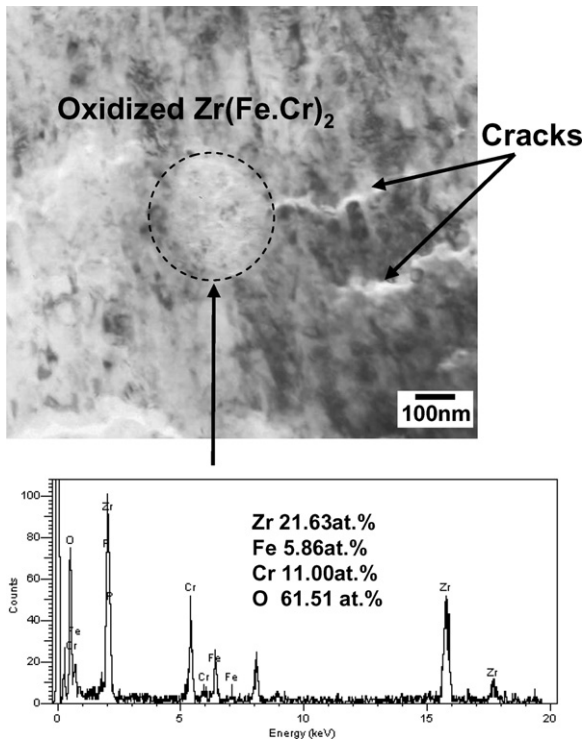 Oxidized Zr(Fe.Cr)2
Cracks
100nm
Zr 21.63at.%
Fe 5.86at.%
Cr 11.00at.%
O 61.51 at.%
Counts
100
80
60
40
20
0
O
Fe
Cr
Zr
P
P
Cr
Cr
Fe
Fe
Zr
Zr
0
5
10
15
20
Energy (keV)